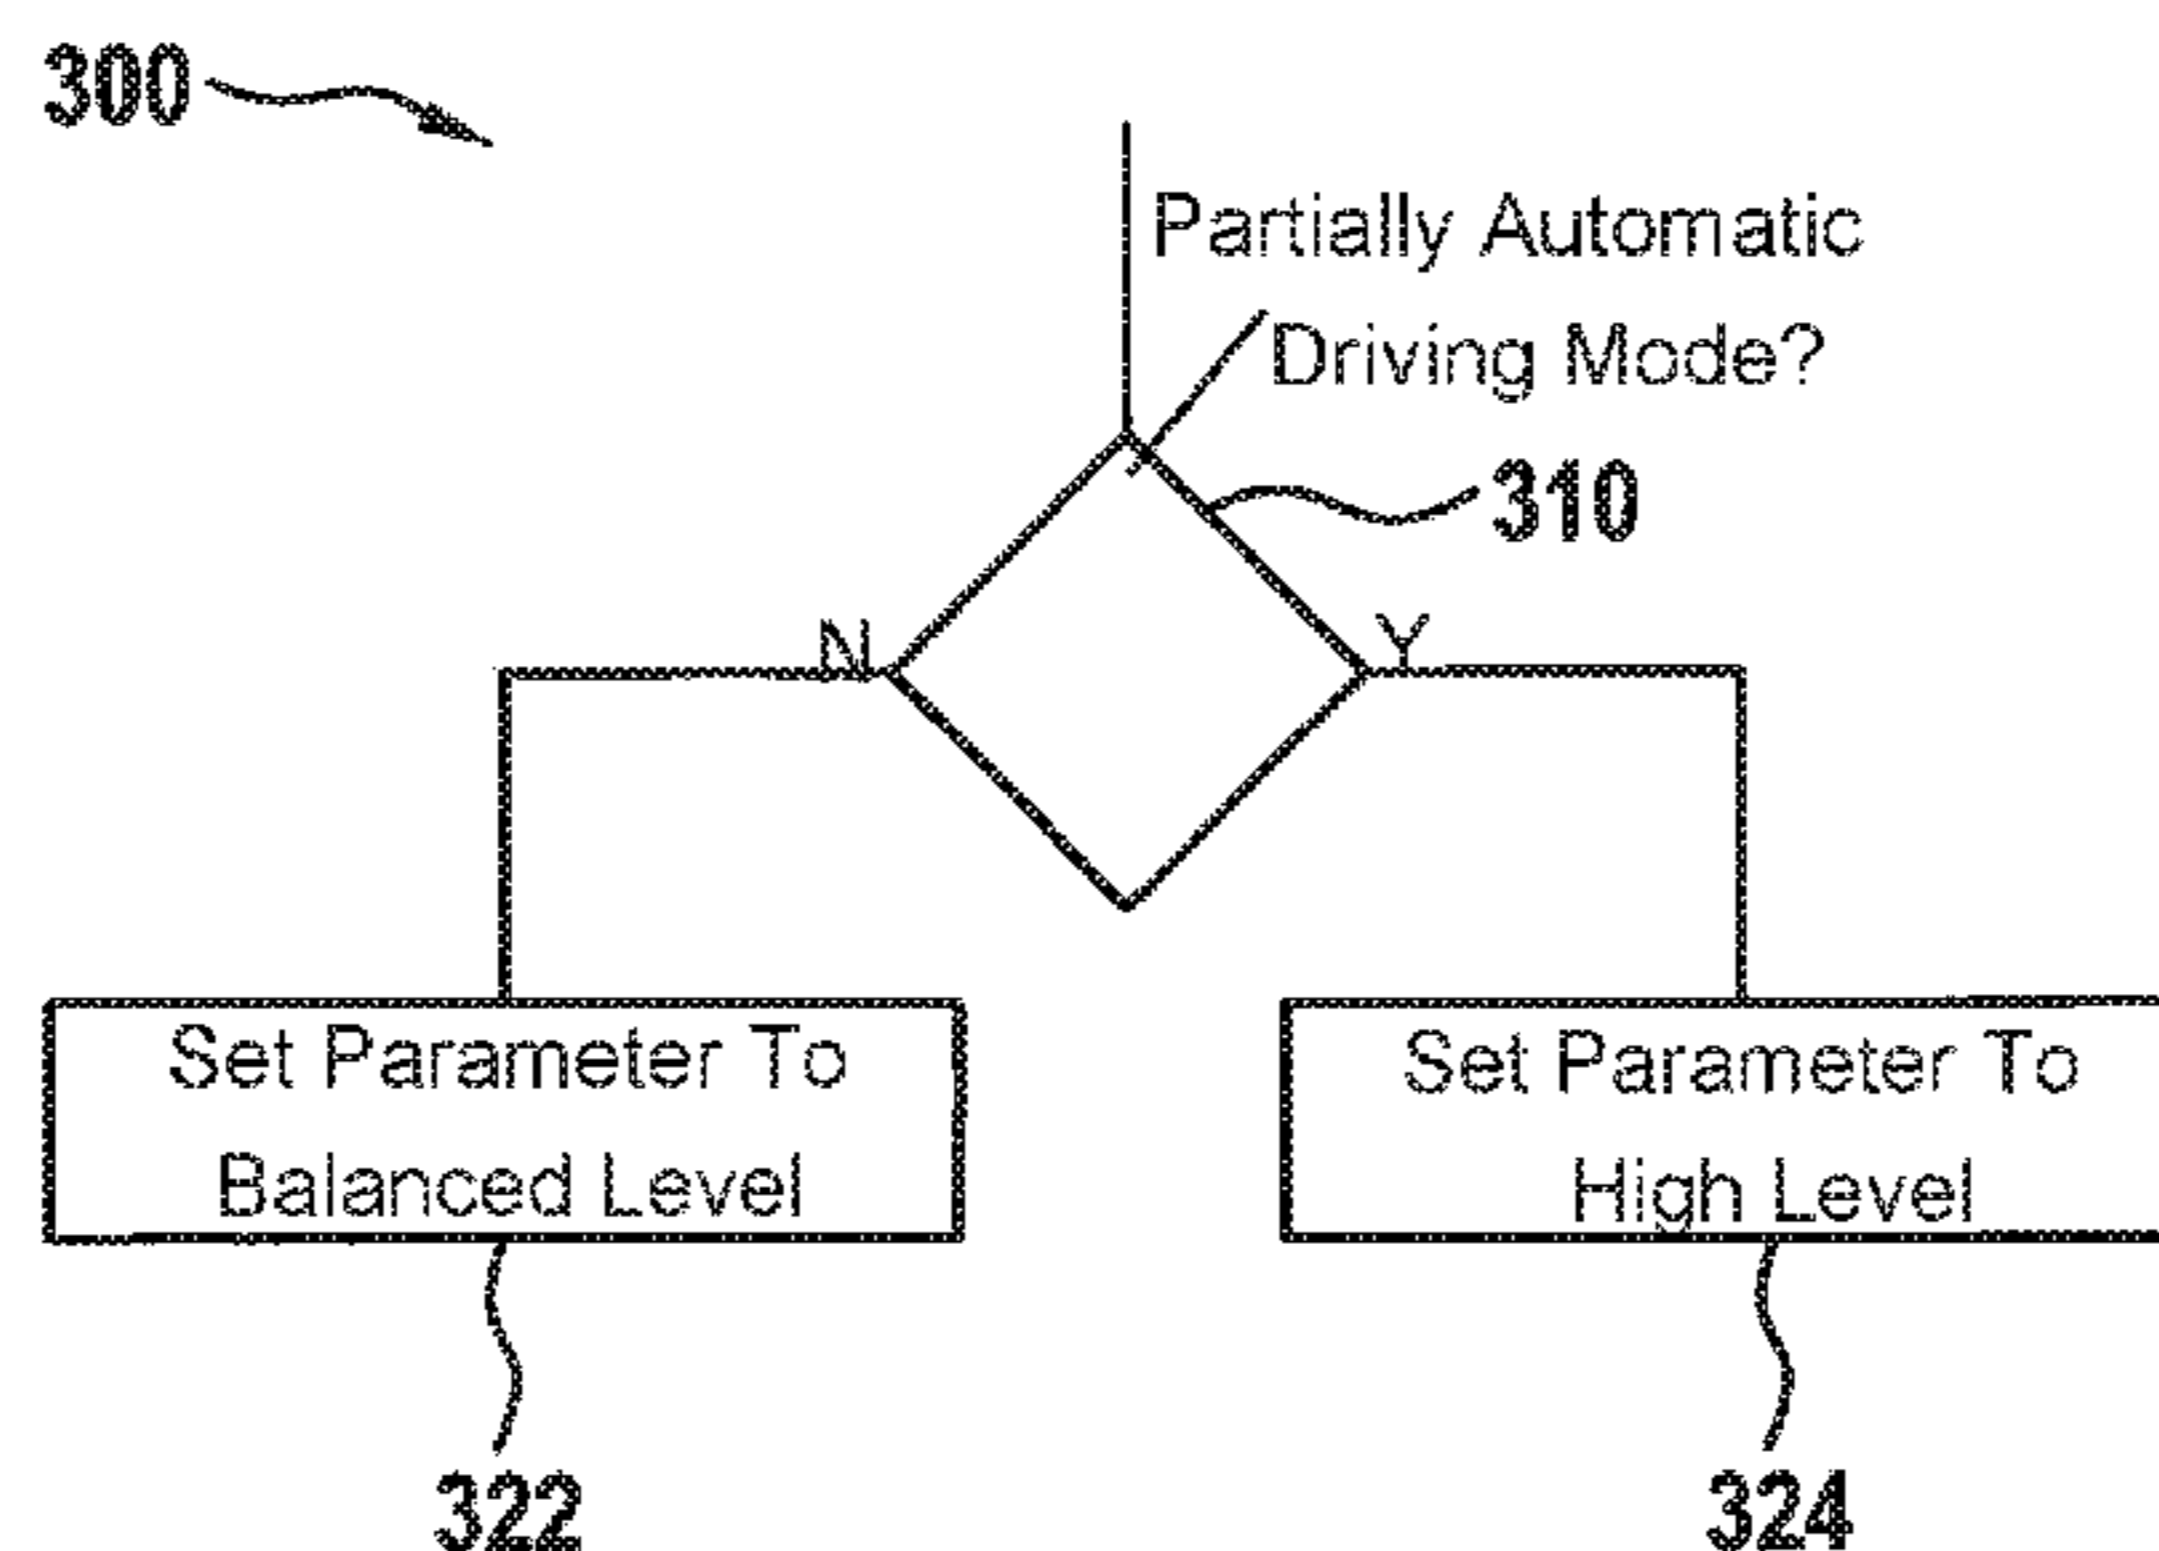 300
Partially Automatic
Driving Mode?
310
N
Y
Set Parameter To
Balanced Level
Set Parameter To
High Level
322
324